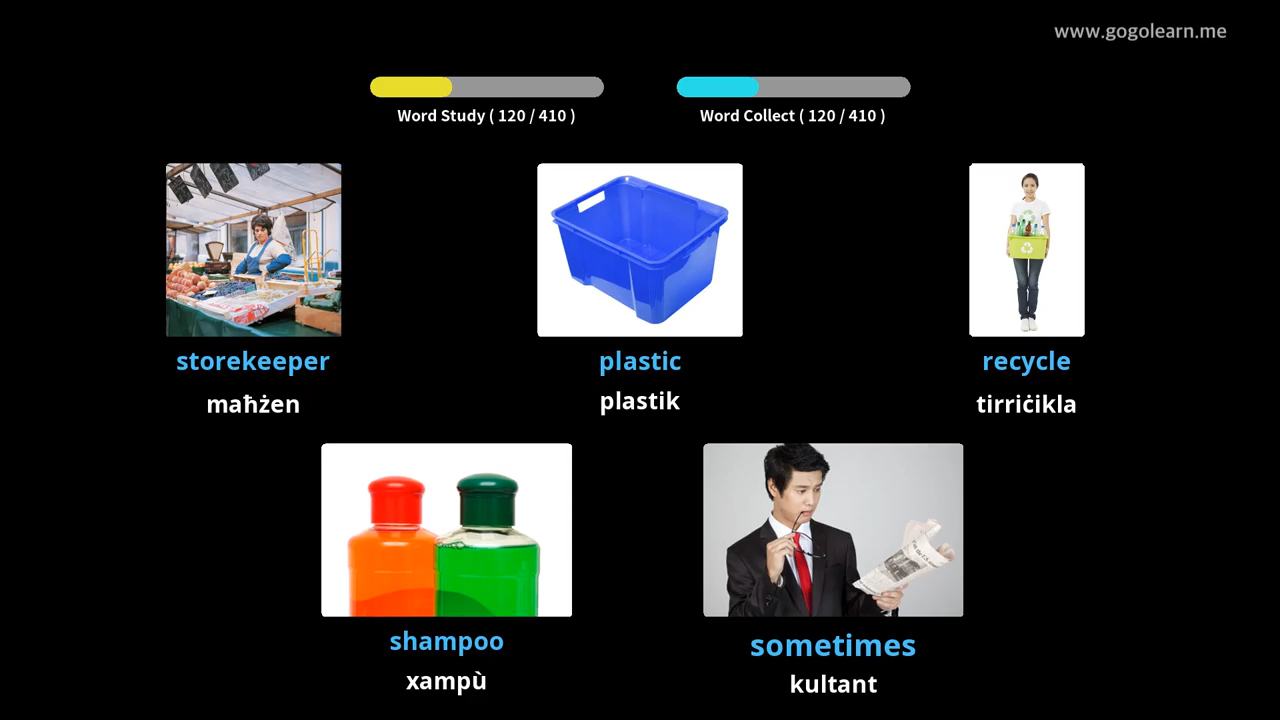 www.gogolearn.me
Word Study ( 120 / 410 )
Word Collect ( 120 / 410 )
storekeeper
maħżen
plastic
plastik
recycle
tirriċikla
shampoo
xampù
sometimes
kultant